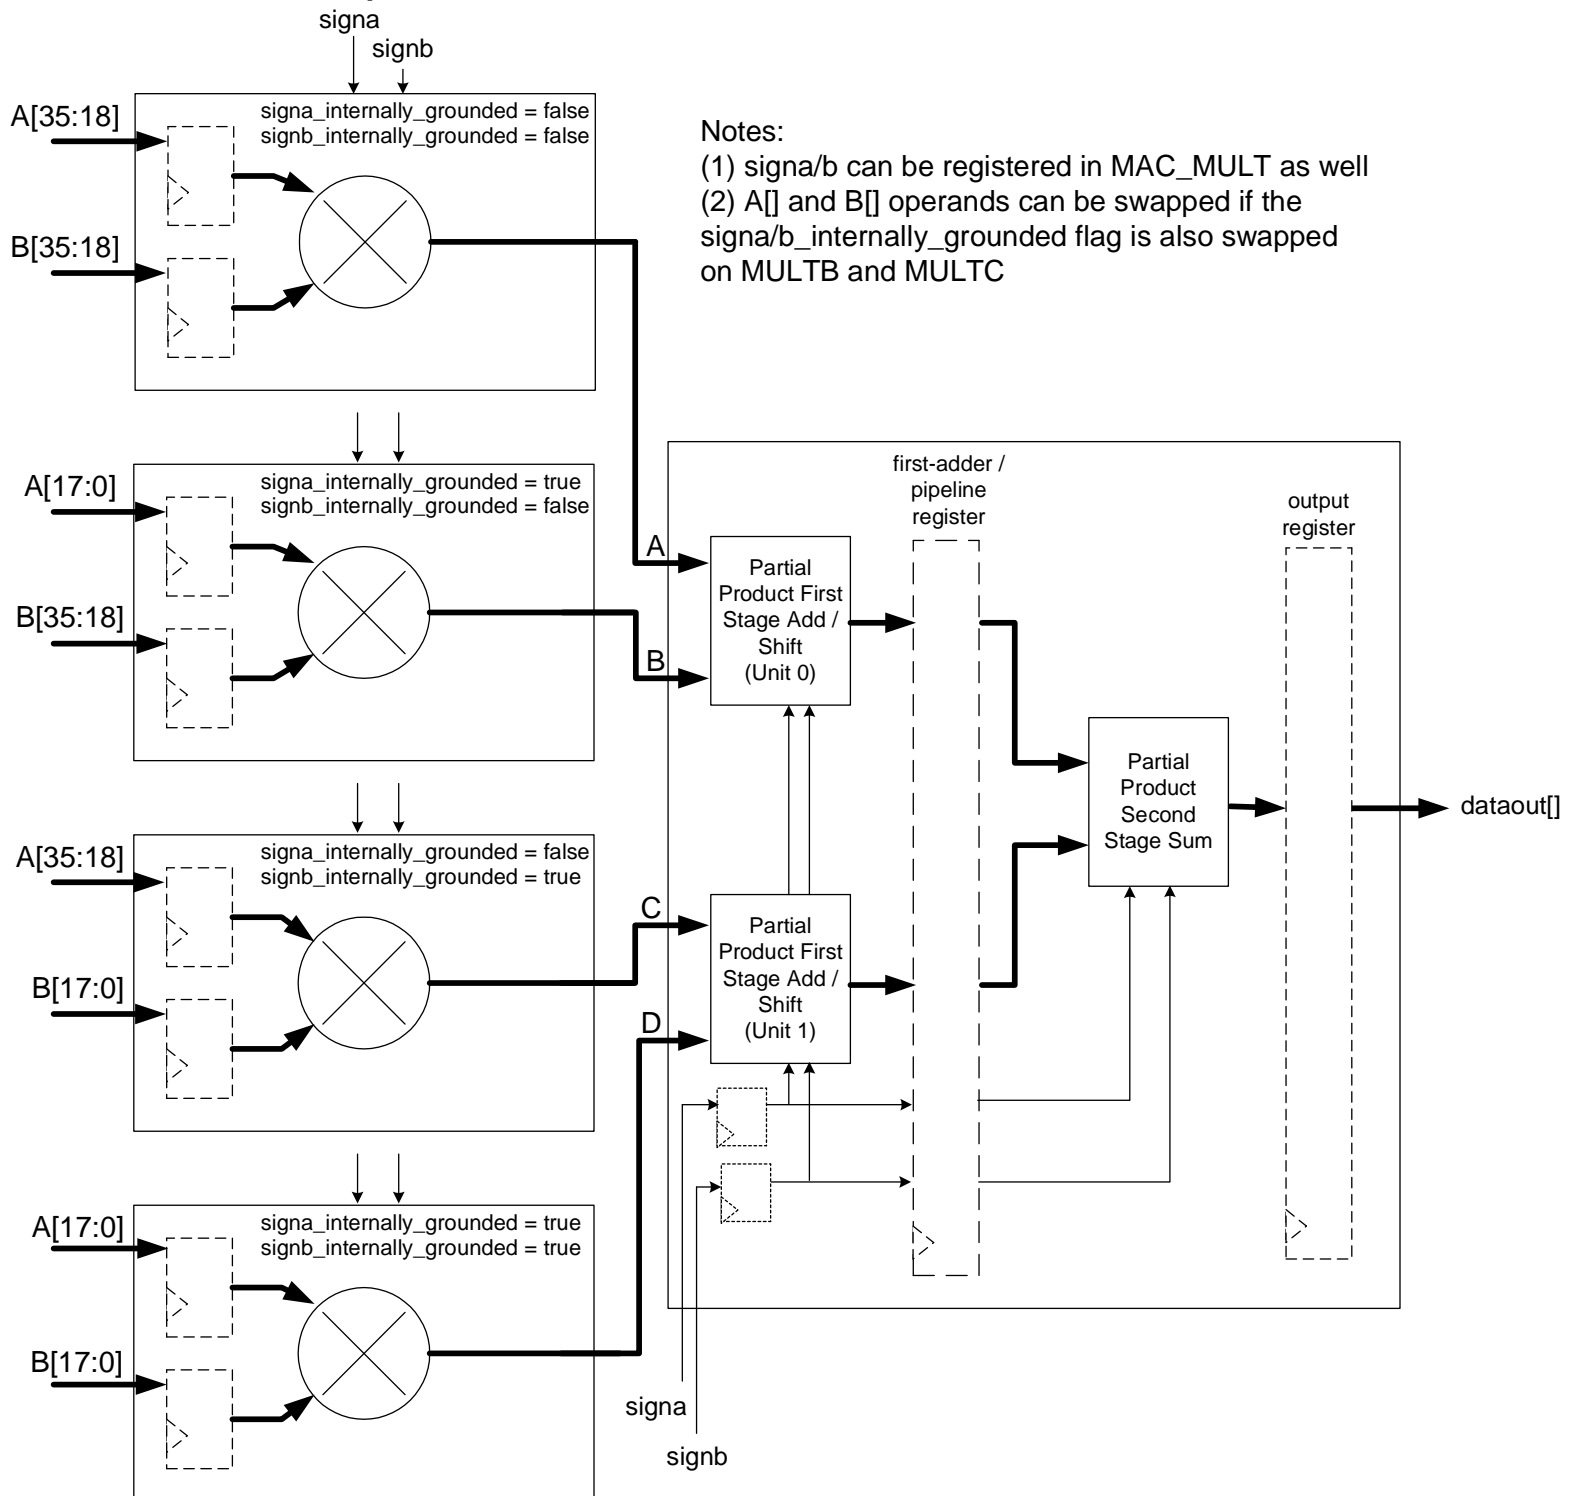 signa
signb
A[35:18]
signa_internally_grounded = false
signb_internally_grounded = false
B[35:18]
Notes:
(1) signa/b can be registered in MAC_MULT as well
(2) A[] and B[] operands can be swapped if the
signa/b_internally_grounded flag is also swapped
on MULTB and MULTC
A[17:0]
signa_internally_grounded = true
signb_internally_grounded = false
B[35:18]
A[35:18]
signa_internally_grounded = false
signb_internally_grounded = true
B[17:0]
A[17:0]
signa_internally_grounded = true
signb_internally_grounded = true
B[17:0]
A
B
Partial
Product First
Stage Add /
Shift
(Unit 0)
C
D
Partial
Product First
Stage Add /
Shift
(Unit 1)
first-adder /
pipeline
register
Partial
Product
Second
Stage Sum
output
register
dataout[]
signa
signb